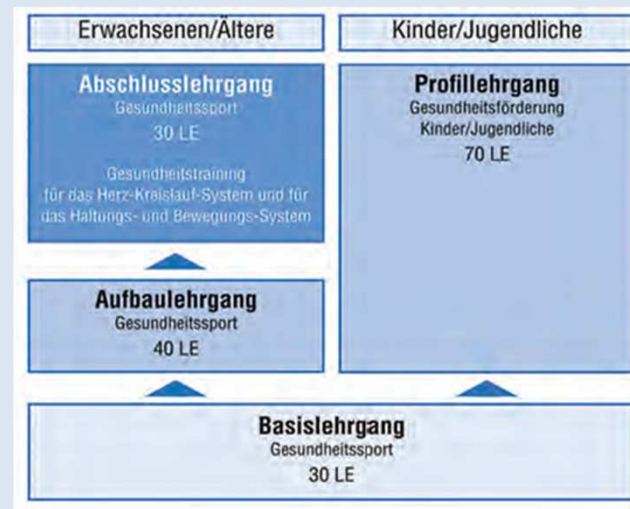 Erwachsenen/Ältere
Kinder/Jugendliche
Abschlusslehrgang
Gesundheitssport
30 LE
Gesundheitstraining
für das Herz-Kreislauf-System und für
das Haltungs- und Bewegungs-System
Profillehrgang
Gesundheitsförderung
Kinder/Jugendliche
70 LE
Aufbaulehrgang
Gesundheitssport
40 LE
Basislehrgang
Gesundheitssport
30 LE